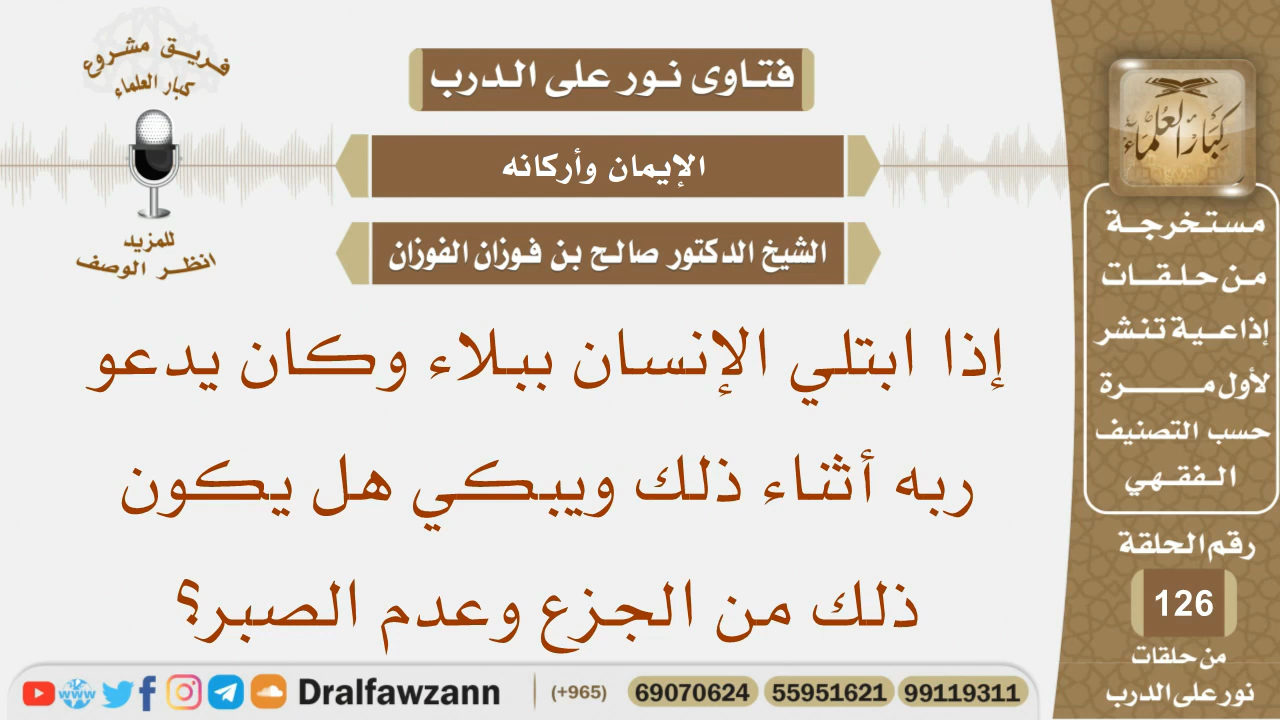 فريق مشروع
كبار العلماء
للمزيد
انظر الوصف
فتاوى نور على الدرب
الإيمان وأركانه
الشيخ الدكتور صالح بن فوزان الفوزان
إذا ابتلي الإنسان ببلاء وكان يدعو
ربه أثناء ذلك ويبكي هل يكون
ذلك من الجزع وعدم الصبر؟
كبار العلماء
مستخرجة
من حلقات
إذاعية تنشر
لأول مرة
حسب التصنيف
الفقهي
رقم الحلقة
126
من حلقات
نور على الدرب
www
Dralfawzann
(+965) 69070624 55951621 99119311